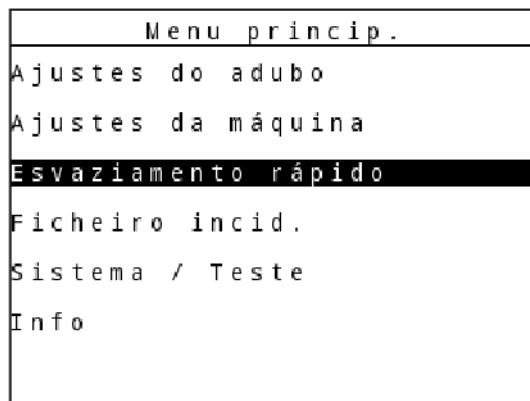 Menu princip.
Ajustes do adubo
Ajustes da máquina
Esvaziamento rápido
Ficheiro incid.
Sistema / Teste
Info